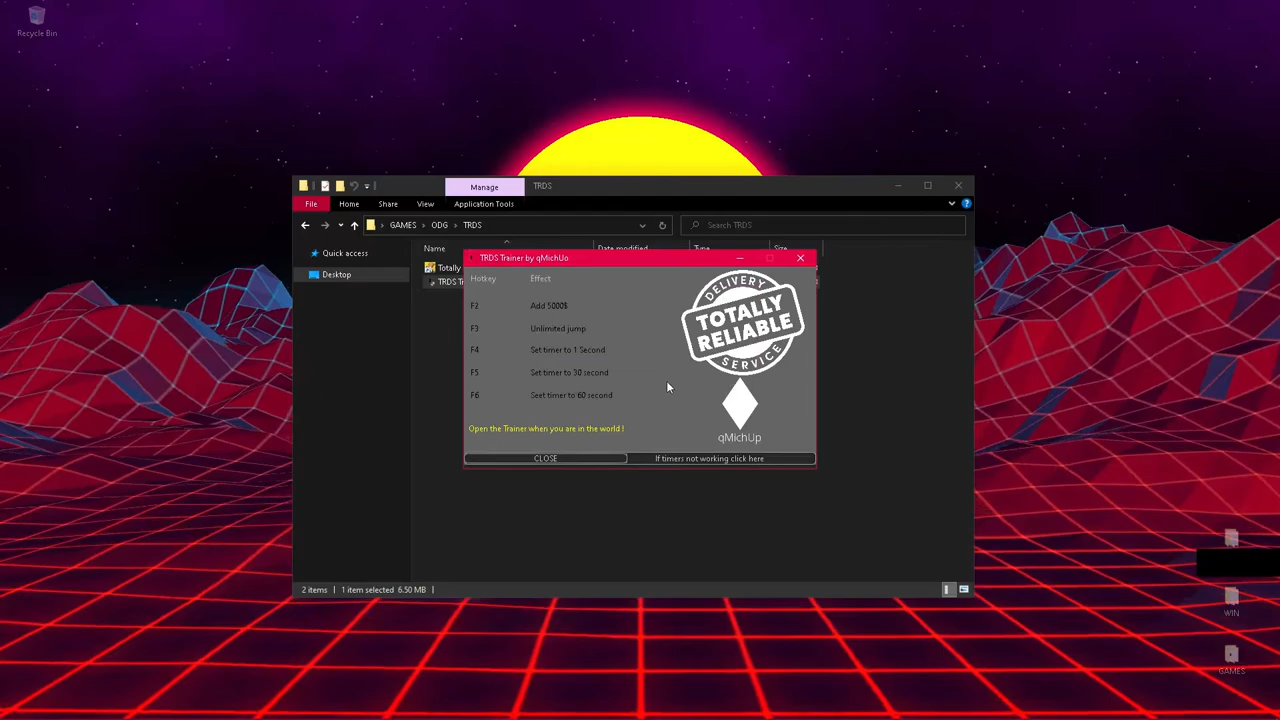 Recycle Bin
Manage
TRDS
File
Home
Share
View
Application Tools
GAMES
ODG
TRDS
Search TRDS
Quick access
Desktop
Name
Date modified
Type
Size
Totally
TRDS
TRDS Trainer by qMichUp
Hotkey Effect
F2 Add 5000$
F3 Unlimited jump
F4 Set timer to 1 Second
F5 Set timer to 30 second
F6 Seet timer to 60 second
Open the Trainer when you are in the world !
CLOSE
If timers not working click here
DELIVERY
TOTALLY
RELIABLE
SERVICE
qMichUp
2 items
1 item selected 6.50 MB
WIN
GAMES